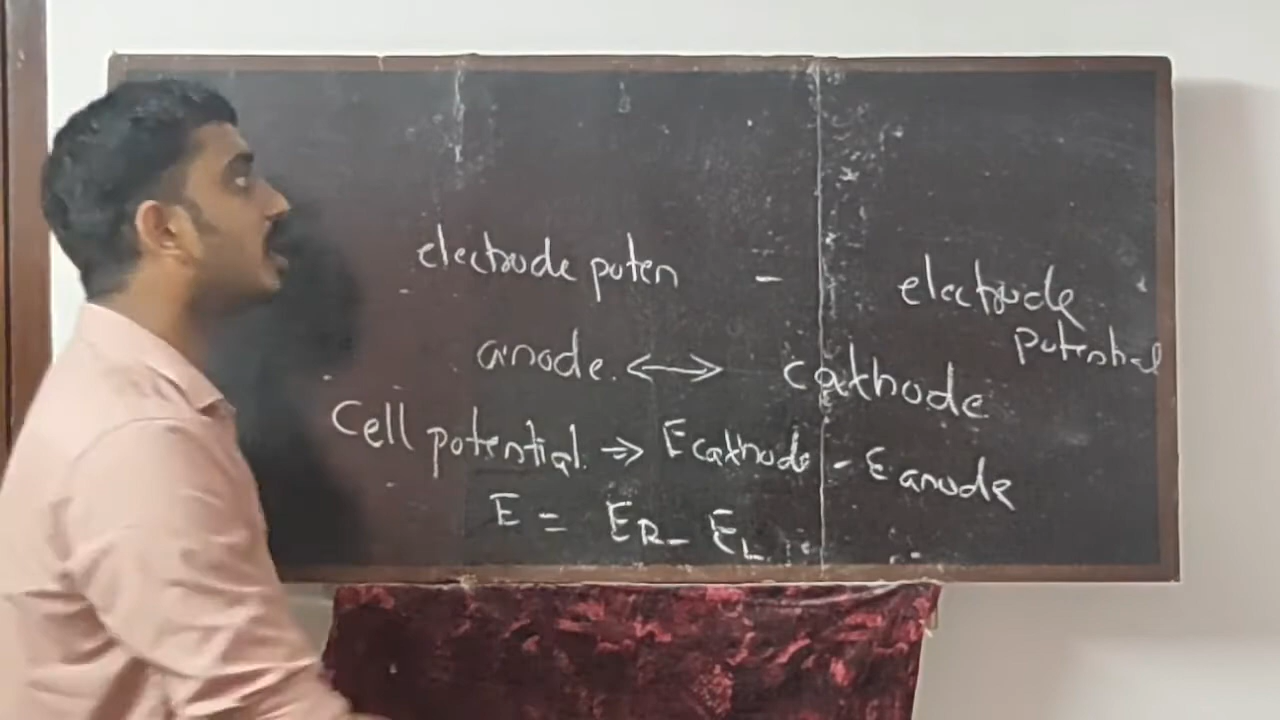 electrode poten - electrode
potential
anode. ↔ cathode
Cell potential. ⇒ Ecathode - Eanode
E = ER - EL